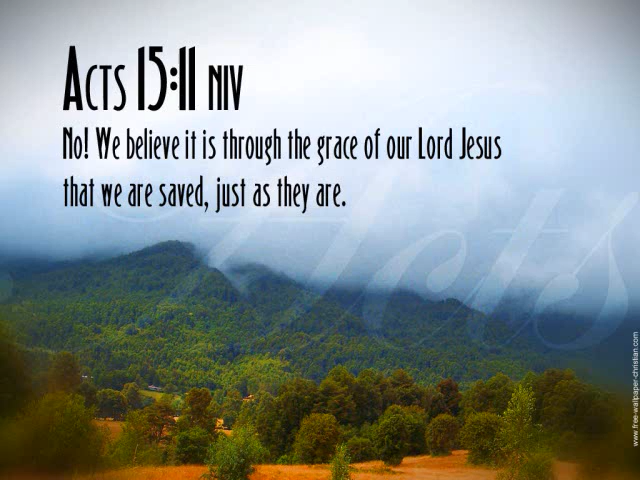 Acts 15:11 NIV
No! We believe it is through the grace of our Lord Jesus
that we are saved, just as they are.
Acts
www.free-wallpaper-christian.com